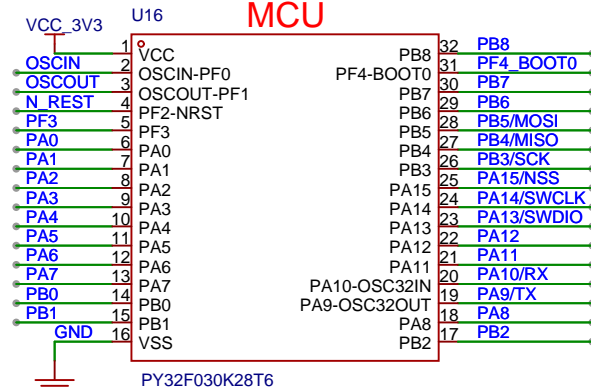 MCU
U16
VCC_3V3
1 VCC
OSCIN 2 OSCIN-PF0
OSCOUT 3 OSCOUT-PF1
N_REST 4 PF2-NRST
PF3 5 PF3
PA0 6 PA0
PA1 7 PA1
PA2 8 PA2
PA3 9 PA3
PA4 10 PA4
PA5 11 PA5
PA6 12 PA6
PA7 13 PA7
PB0 14 PB0
PB1 15 PB1
GND 16 VSS
PB8 32 PB8
PF4-BOOT0 31 PF4_BOOT0
PB7 30 PB7
PB6 29 PB6
PB5 28 PB5/MOSI
PB4 27 PB4/MISO
PB3 26 PB3/SCK
PA15 25 PA15/NSS
PA14 24 PA14/SWCLK
PA13 23 PA13/SWDIO
PA12 22 PA12
PA11 21 PA11
PA10-OSC32IN 20 PA10/RX
PA9-OSC32OUT 19 PA9/TX
PA8 18 PA8
PB2 17 PB2
PY32F030K28T6